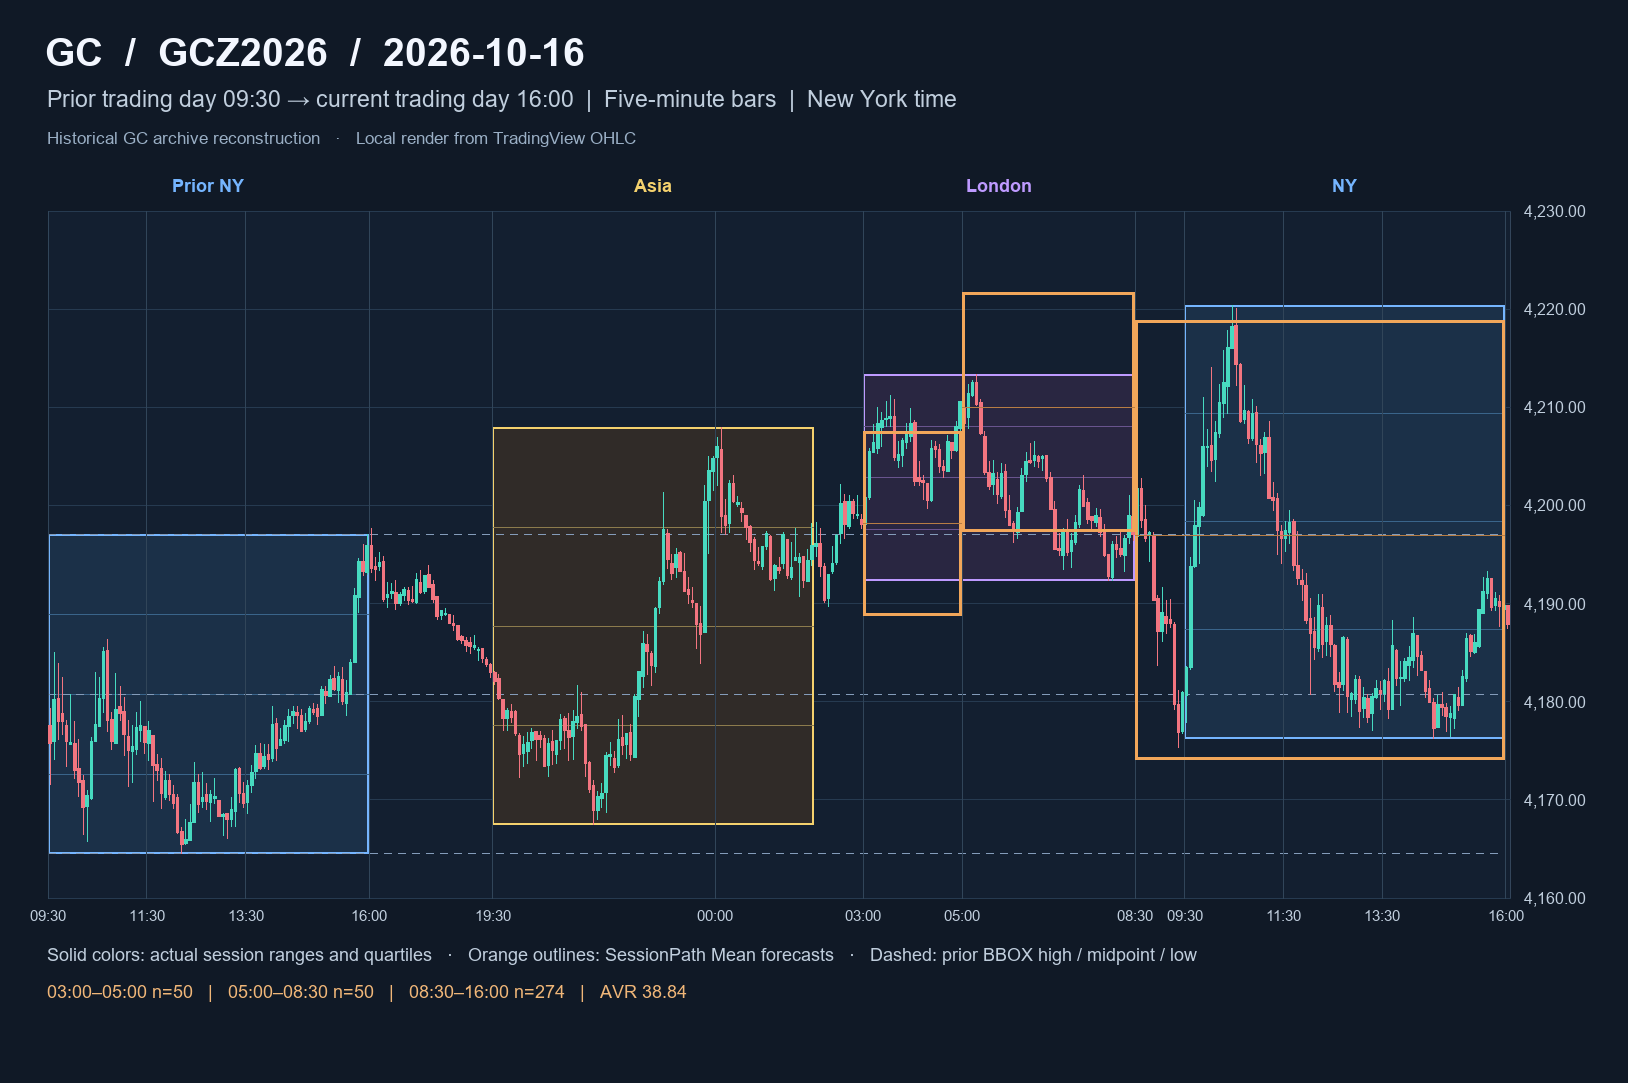 GC / GCZ2026 / 2026-10-16
Prior trading day 09:30 → current trading day 16:00 | Five-minute bars | New York time
Historical GC archive reconstruction · Local render from TradingView OHLC
Prior NY Asia London NY
4,230.00
4,220.00
4,210.00
4,200.00
4,190.00
4,180.00
4,170.00
4,160.00
09:30 11:30 13:30 16:00 19:30 00:00 03:00 05:00 08:30 09:30 11:30 13:30 16:00
Solid colors: actual session ranges and quartiles · Orange outlines: SessionPath Mean forecasts · Dashed: prior BBOX high / midpoint / low
03:00–05:00 n=50 | 05:00–08:30 n=50 | 08:30–16:00 n=274 | AVR 38.84